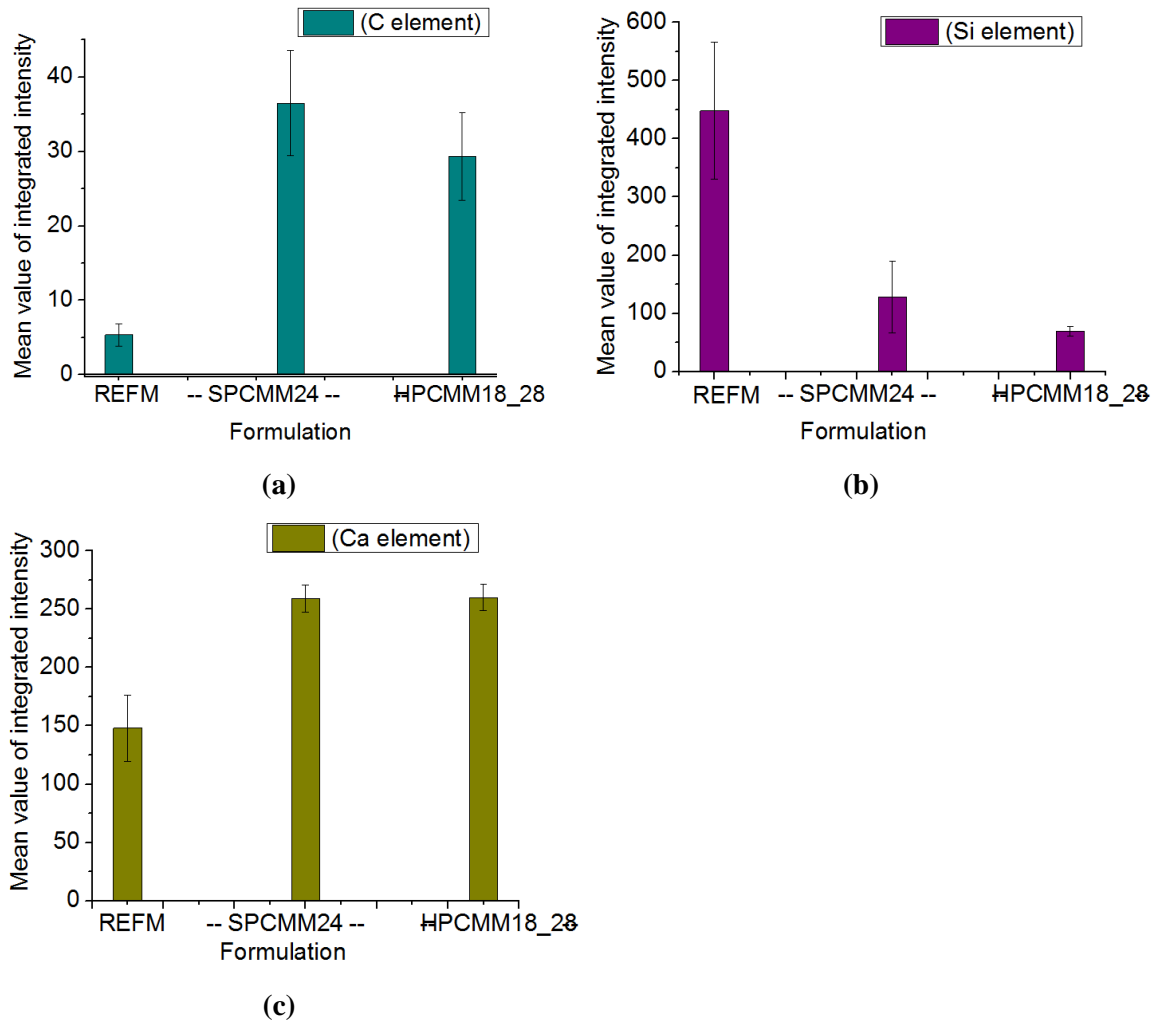 (C element)
Mean value of integrated intensity
40
30
20
10
0
REFM -- SPCMM24 -- HPCMM18_28
Formulation
(a)
(Si element)
Mean value of integrated intensity
600
500
400
300
200
100
0
REFM -- SPCMM24 -- HPCMM18_28
Formulation
(b)
(Ca element)
Mean value of integrated intensity
300
250
200
150
100
50
0
REFM -- SPCMM24 -- HPCMM18_28
Formulation
(c)